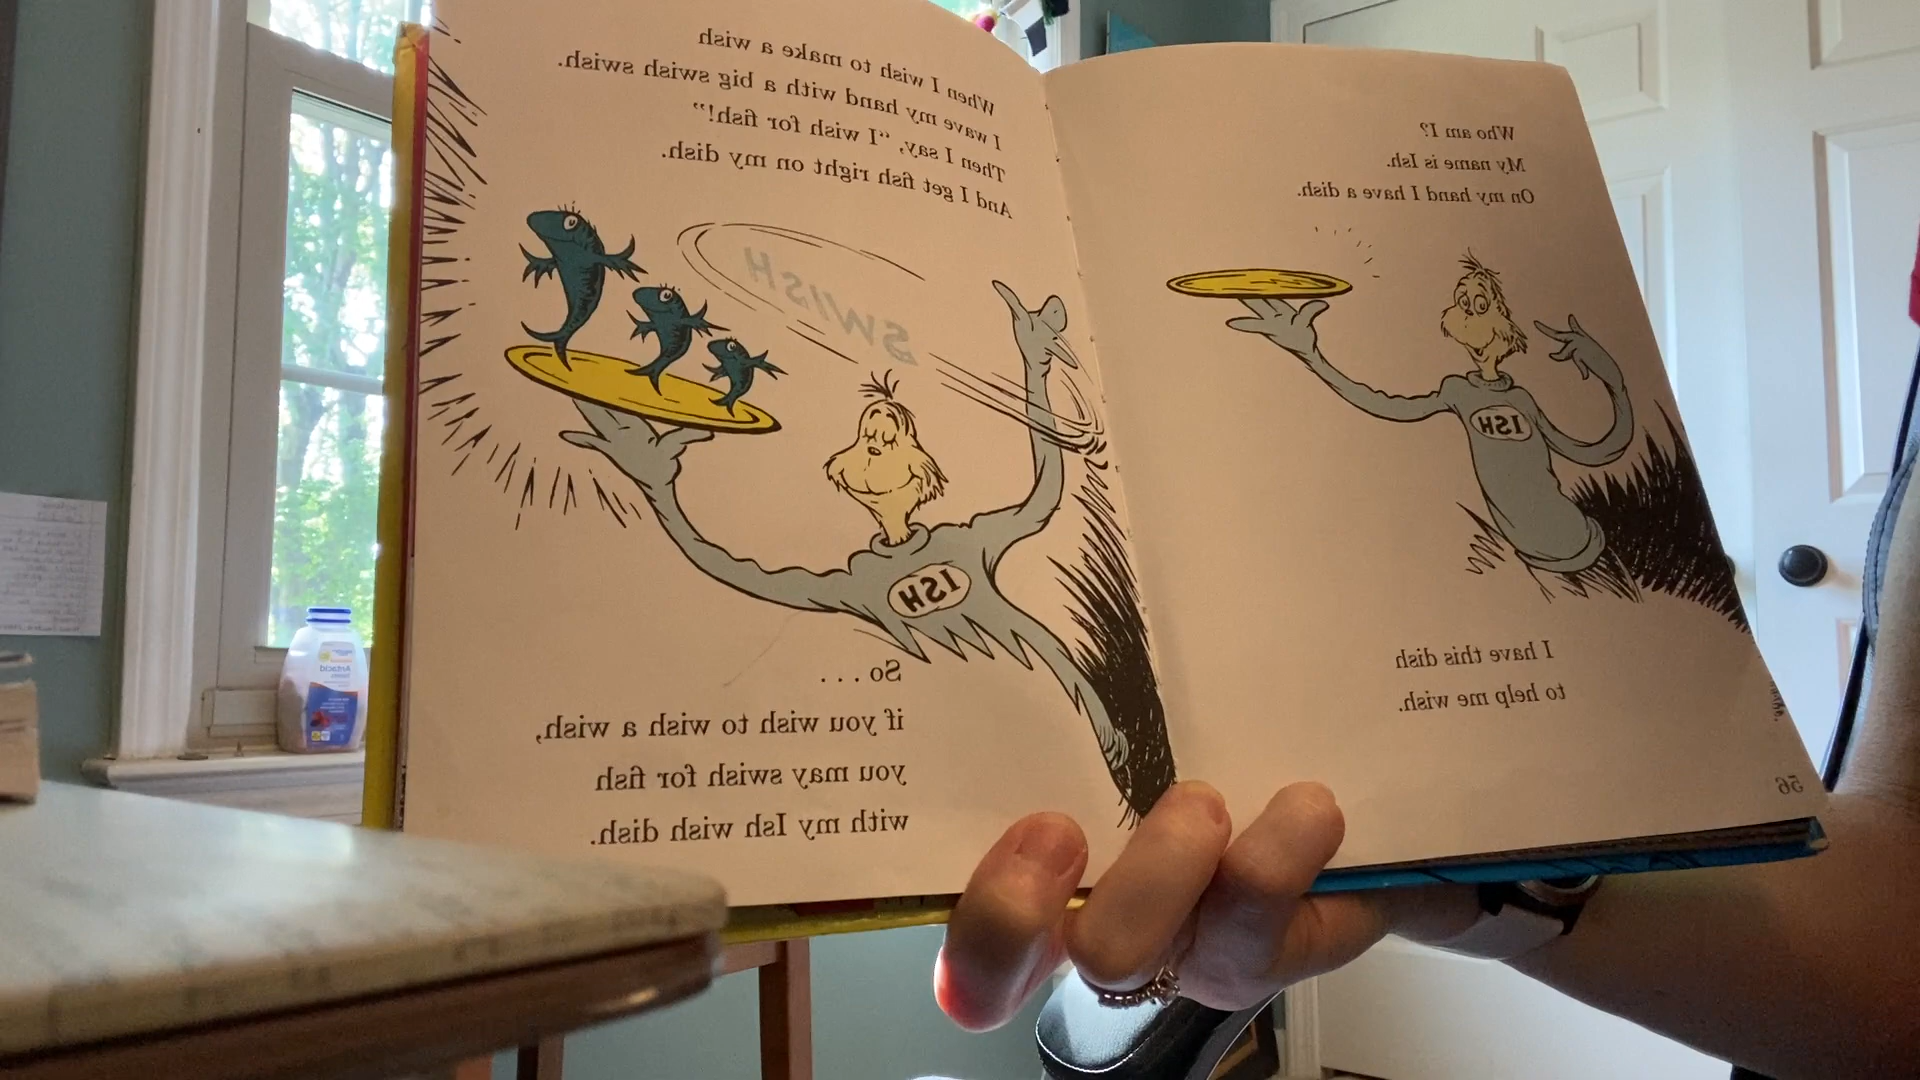 Who am I?
My name is Ish.
On my hand I have a dish.
ISH
I have this dish
to help me wish.
56
When I wish to make a wish
I wave my hand with a big swish swish.
Then I say, “I wish for fish!”
And I get fish right on my dish.
SWISH
ISH
So . . .
if you wish to wish a wish,
you may swish for fish
with my Ish wish dish.
Antacid